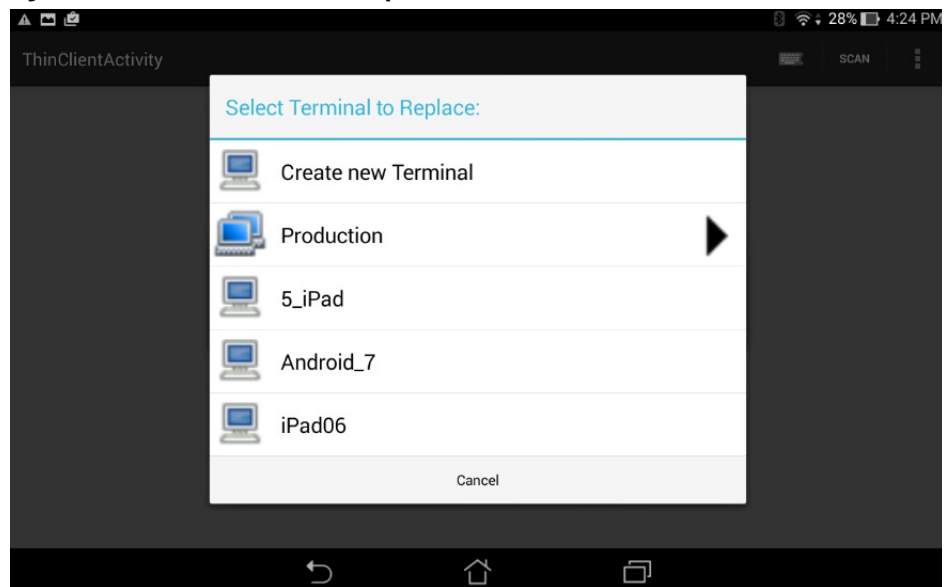 28% 4:24 PM
ThinClientActivity
SCAN
Select Terminal to Replace:
Create new Terminal
Production
5_iPad
Android_7
iPad06
Cancel